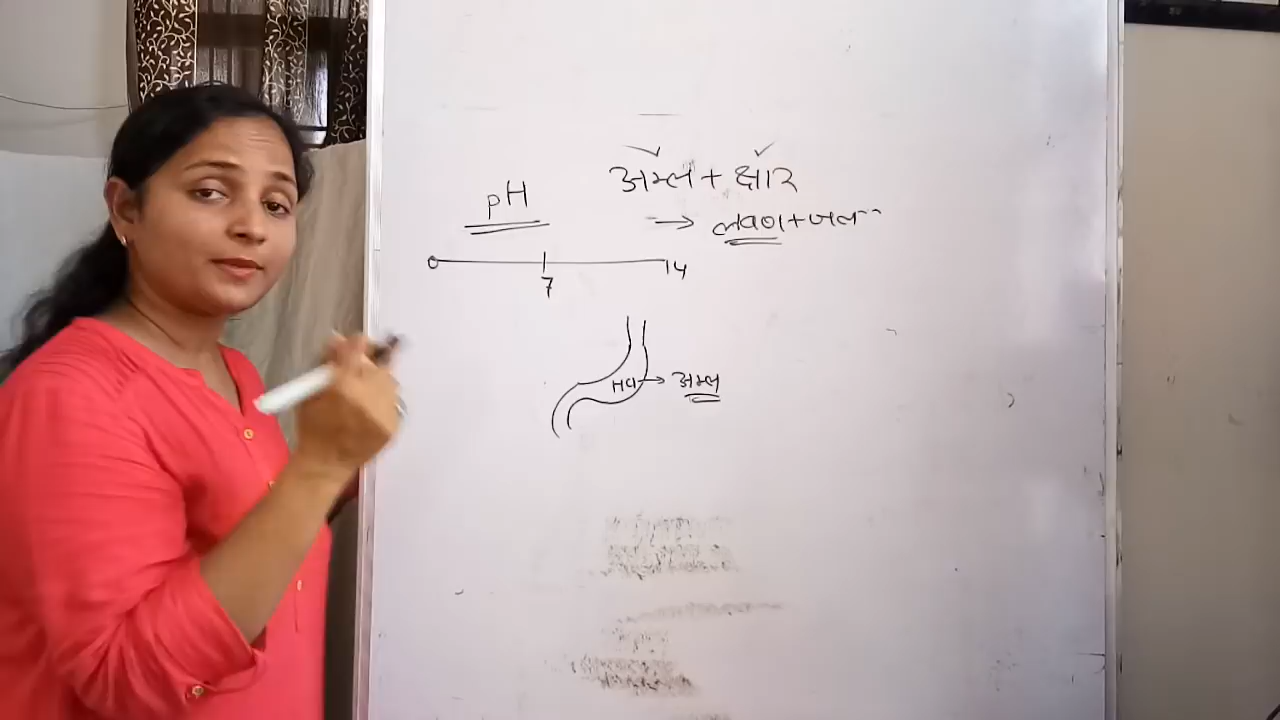 अम्ल + क्षार
pH
→ लवण + जल
0 7 14
HCl → अम्ल